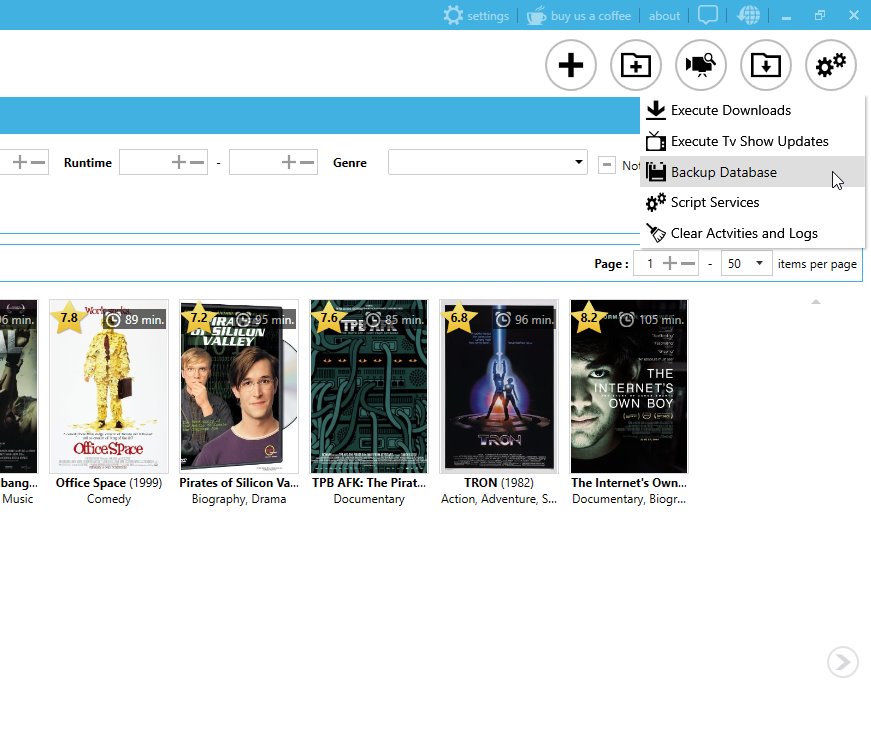 settings
buy us a coffee
about
Execute Downloads
Execute Tv Show Updates
Backup Database
Script Services
Clear Actvities and Logs
Runtime
-
Genre
Not
Page :
1
-
50
items per page
6 min.
7.8
89 min.
Office Space
7.2
95 min.
SILICON
VALLEY
7.6
85 min.
TPB AFK
6.8
96 min.
TRON
8.2
105 min.
THE
INTERNET'S
OWN BOY
bang...
Music
Office Space (1999)
Comedy
Pirates of Silicon Va...
Biography, Drama
TPB AFK: The Pirat...
Documentary
TRON (1982)
Action, Adventure, S...
The Internet's Own...
Documentary, Biogr...